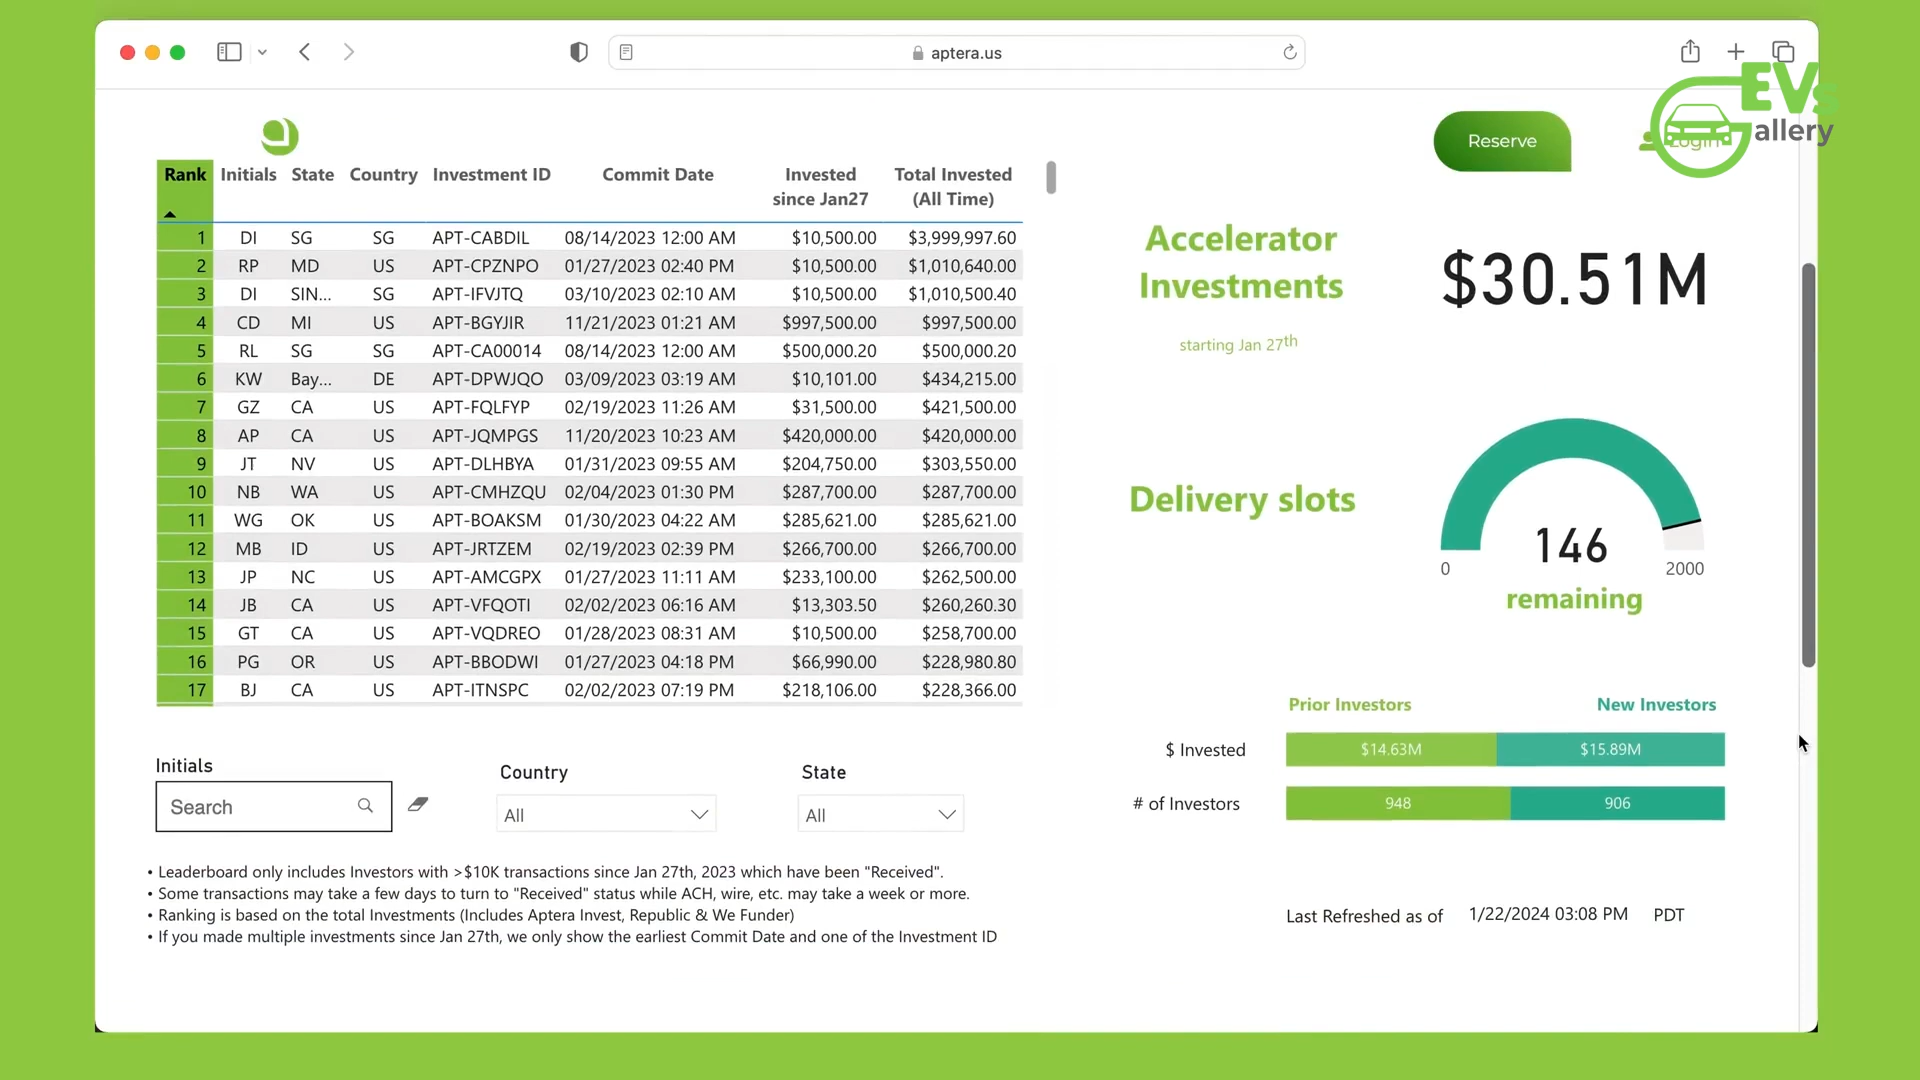 aptera.us
EVs
Gallery
Reserve
Login
Rank Initials State Country Investment ID Commit Date Invested since Jan27 Total Invested (All Time)
1 DI SG SG APT-CABDIL 08/14/2023 12:00 AM $10,500.00 $3,999,997.60
2 RP MD US APT-CPZNPO 01/27/2023 02:40 PM $10,500.00 $1,010,640.00
3 DI SIN... SG APT-IFVJTQ 03/10/2023 02:10 AM $10,500.00 $1,010,500.40
4 CD MI US APT-BGYJIR 11/21/2023 01:21 AM $997,500.00 $997,500.00
5 RL SG SG APT-CA00014 08/14/2023 12:00 AM $500,000.20 $500,000.20
6 KW Bay... DE APT-DPWJQO 03/09/2023 03:19 AM $10,101.00 $434,215.00
7 GZ CA US APT-FQLFYP 02/19/2023 11:26 AM $31,500.00 $421,500.00
8 AP CA US APT-JQMPGS 11/20/2023 10:23 AM $420,000.00 $420,000.00
9 JT NV US APT-DLHBYA 01/31/2023 09:55 AM $204,750.00 $303,550.00
10 NB WA US APT-CMHZQU 02/04/2023 01:30 PM $287,700.00 $287,700.00
11 WG OK US APT-BOAKSM 01/30/2023 04:22 AM $285,621.00 $285,621.00
12 MB ID US APT-JRTZEM 02/19/2023 02:39 PM $266,700.00 $266,700.00
13 JP NC US APT-AMCGPX 01/27/2023 11:11 AM $233,100.00 $262,500.00
14 JB CA US APT-VFQOTI 02/02/2023 06:16 AM $13,303.50 $260,260.30
15 GT CA US APT-VQDREO 01/28/2023 08:31 AM $10,500.00 $258,700.00
16 PG OR US APT-BBODWI 01/27/2023 04:18 PM $66,990.00 $228,980.80
17 BJ CA US APT-ITNSPC 02/02/2023 07:19 PM $218,106.00 $228,366.00
Accelerator
Investments
starting Jan 27th
$30.51M
Delivery slots
146
0 2000
remaining
Prior Investors New Investors
$ Invested $14.63M $15.89M
# of Investors 948 906
Initials
Search
Country
All
State
All
• Leaderboard only includes Investors with >$10K transactions since Jan 27th, 2023 which have been "Received".
• Some transactions may take a few days to turn to "Received" status while ACH, wire, etc. may take a week or more.
• Ranking is based on the total Investments (Includes Aptera Invest, Republic & We Funder)
• If you made multiple investments since Jan 27th, we only show the earliest Commit Date and one of the Investment ID
Last Refreshed as of 1/22/2024 03:08 PM PDT